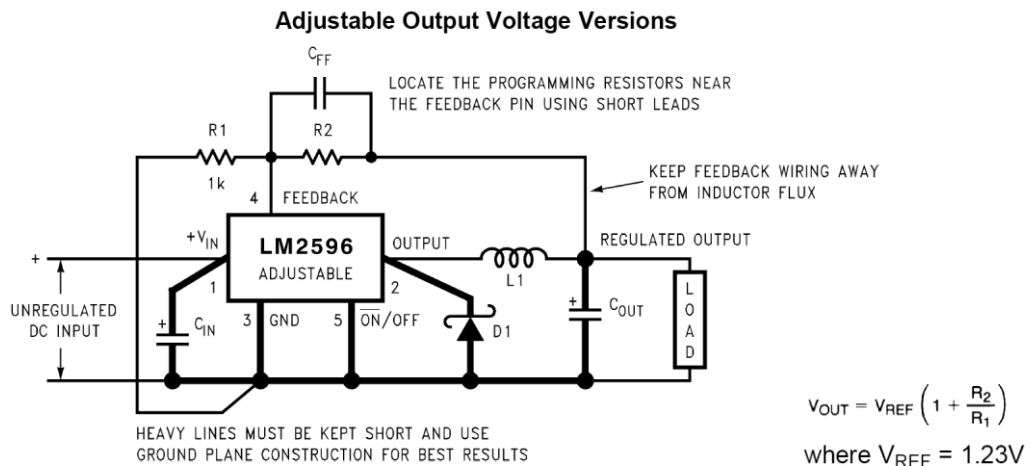 Adjustable Output Voltage Versions
CFF
LOCATE THE PROGRAMMING RESISTORS NEAR
THE FEEDBACK PIN USING SHORT LEADS
R1
R2
1k
KEEP FEEDBACK WIRING AWAY
FROM INDUCTOR FLUX
4
FEEDBACK
+VIN
LM2596
ADJUSTABLE
OUTPUT
REGULATED OUTPUT
+
1
2
L1
UNREGULATED
DC INPUT
+
CIN
3
GND
5
ON/OFF
D1
+
COUT
LOAD
HEAVY LINES MUST BE KEPT SHORT AND USE
GROUND PLANE CONSTRUCTION FOR BEST RESULTS
VOUT = VREF (1 + R2/R1)
where VREF = 1.23V